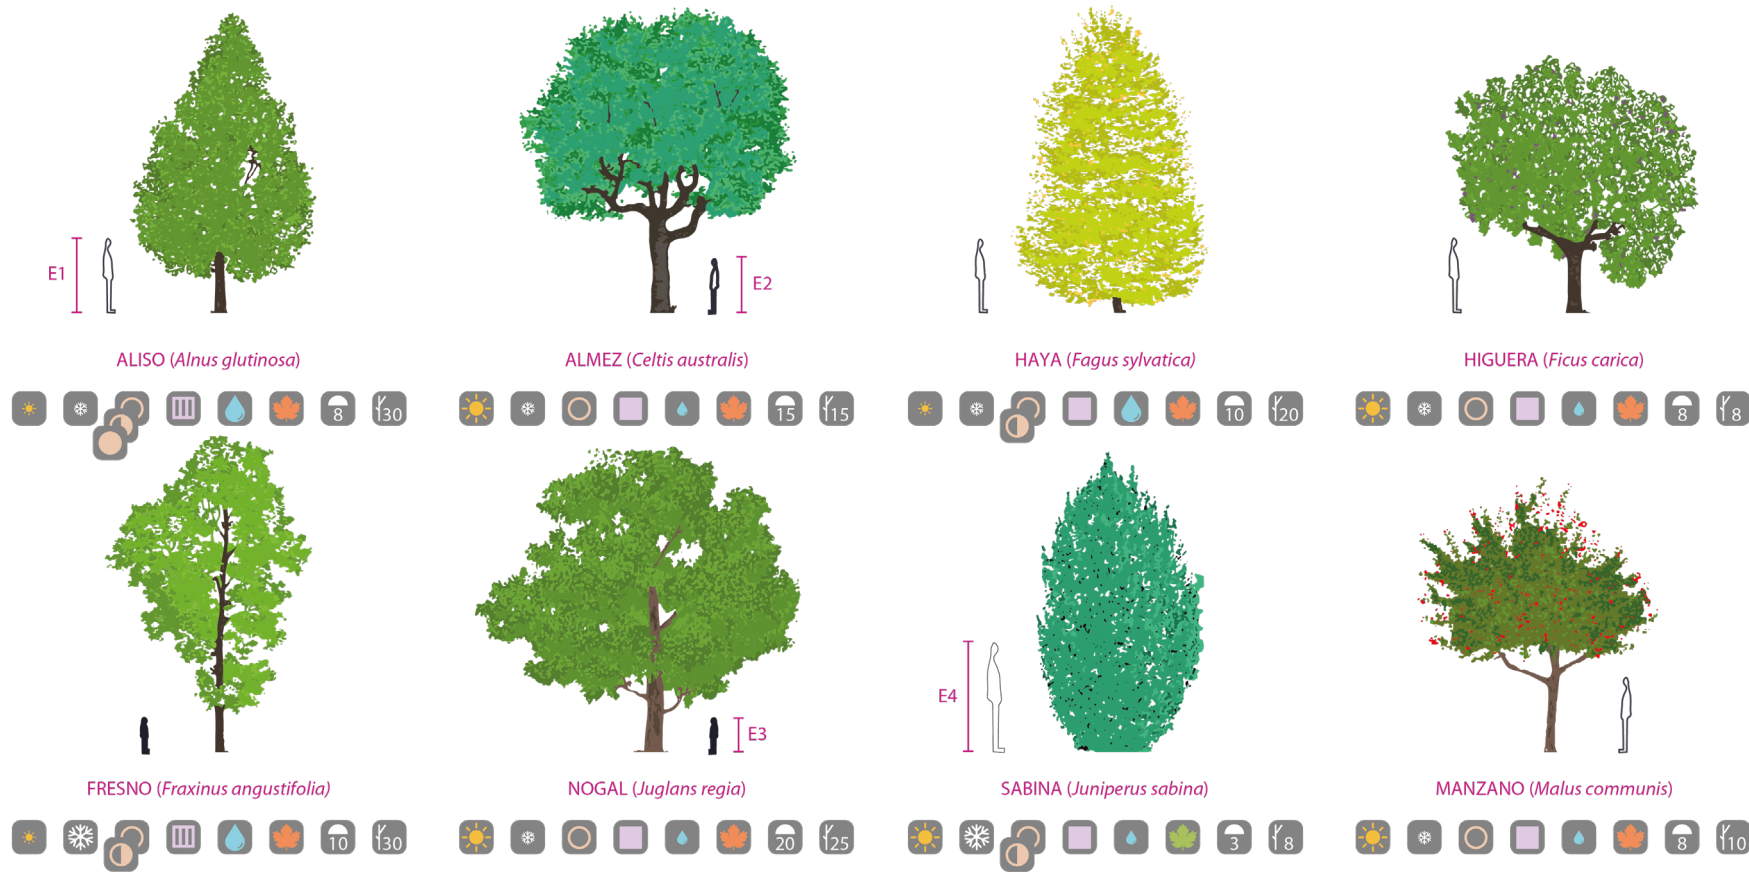 E1
E2
ALISO (Alnus glutinosa)
ALMEZ (Celtis australis)
HAYA (Fagus sylvatica)
HIGUERA (Ficus carica)
8
30
15
15
10
20
8
8
E3
E4
FRESNO (Fraxinus angustifolia)
NOGAL (Juglans regia)
SABINA (Juniperus sabina)
MANZANO (Malus communis)
10
30
20
25
3
8
8
10